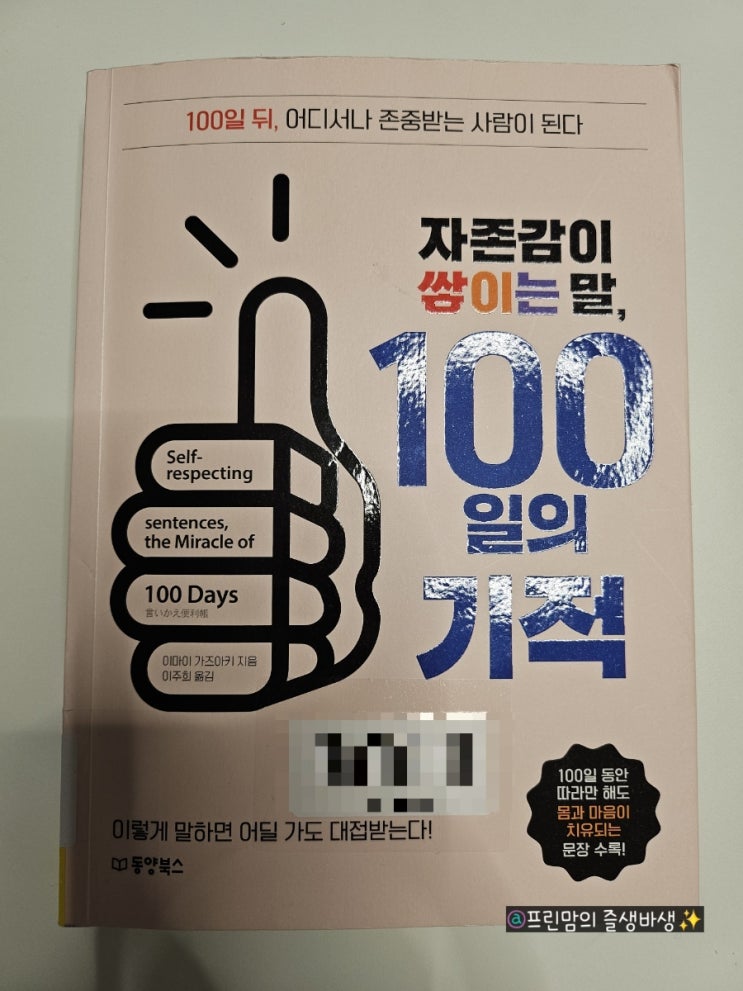 100일 뒤, 어디서나 존중받는 사람이 된다
자존감이
쌓이는 말,
100
일의
기적
Self-
respecting
sentences,
the Miracle of
100 Days
言いかえ便利帳
이마이 가즈아키 지음
이주희 옮김
100일 동안
따라만 해도
몸과 마음이
치유되는
문장 수록!
이렇게 말하면 어딜 가도 대접받는다!
동양북스
@프린맘의 즐생바생✨